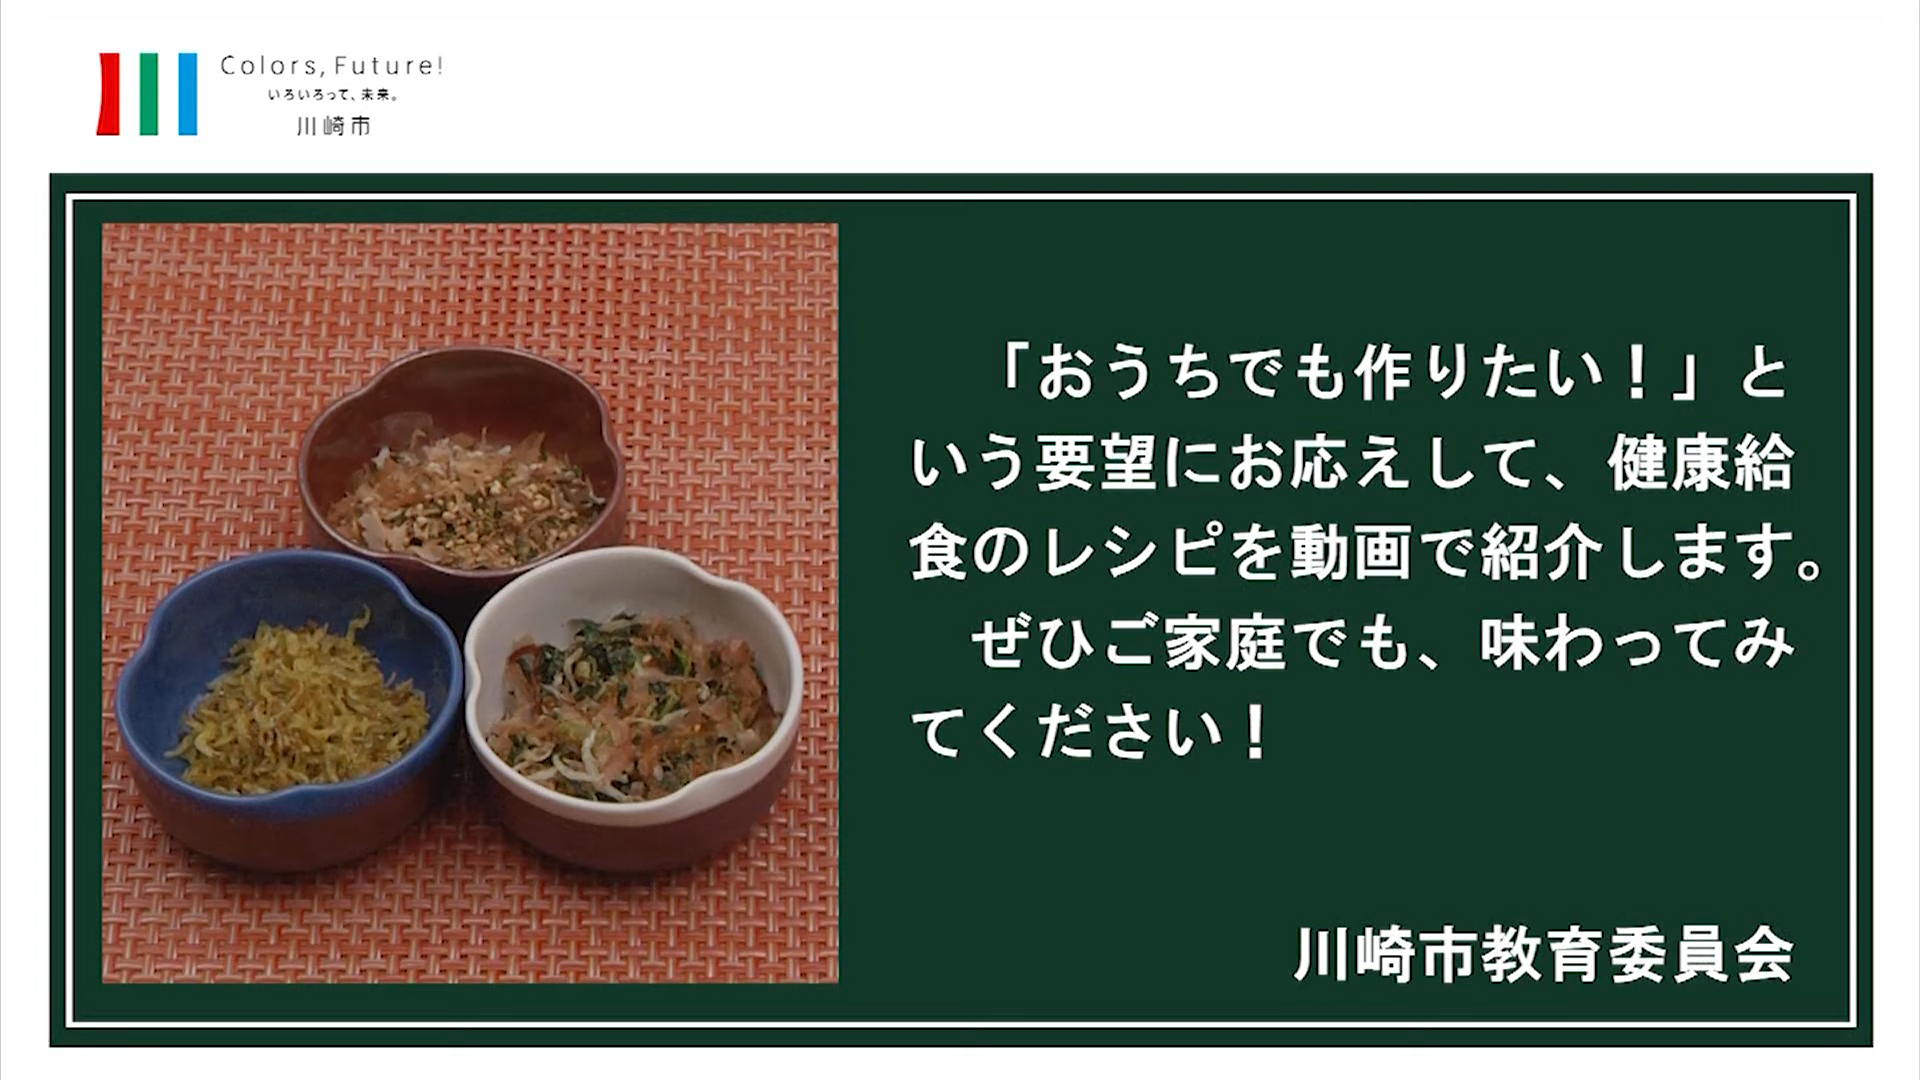 Colors, Future!
いろいろって、未来。
川崎市
「おうちでも作りたい！」と
いう要望にお応えして、健康給
食のレシピを動画で紹介します。
ぜひご家庭でも、味わってみ
てください！
川崎市教育委員会